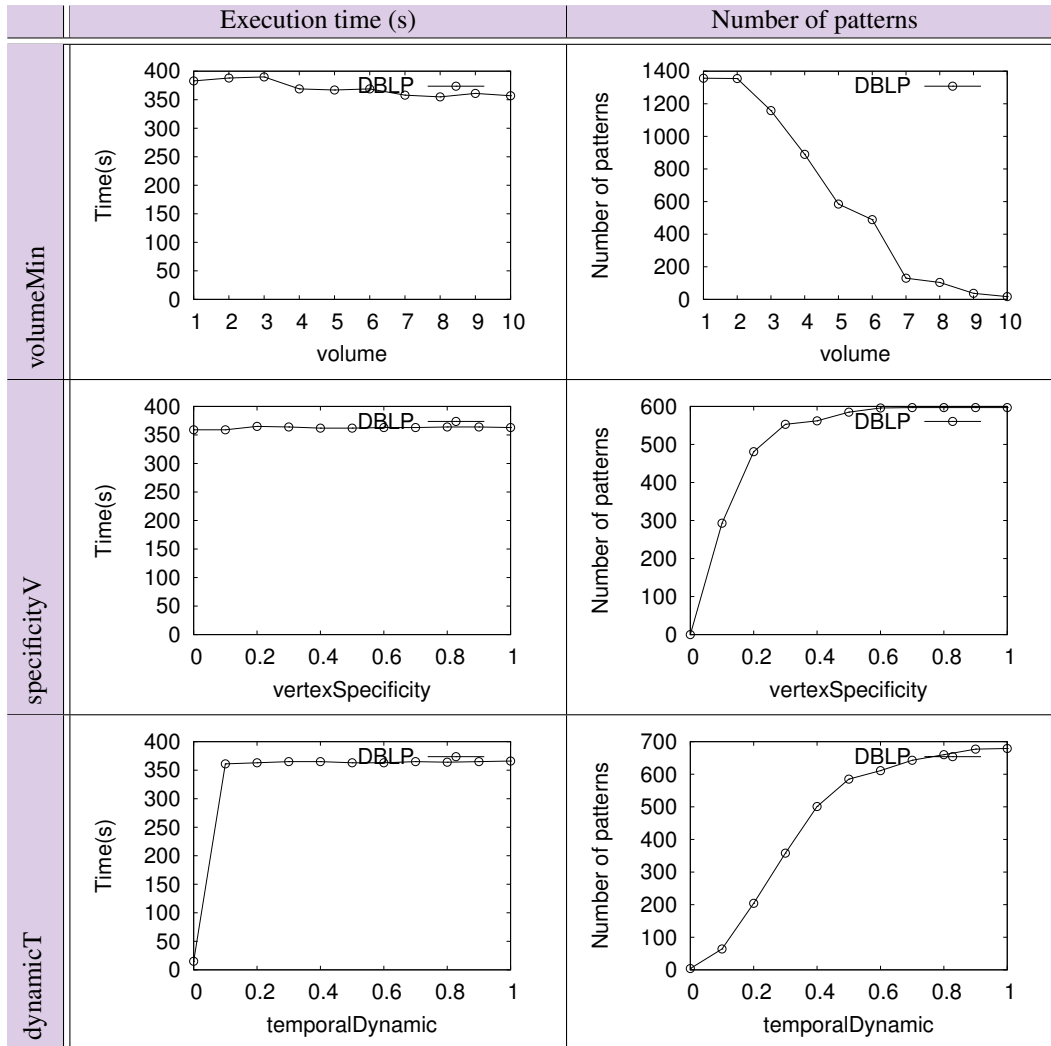 Execution time (s) Number of patterns
volumeMin
400
350
300
250
200
150
100
50
0
Time(s)
DBLP
1 2 3 4 5 6 7 8 9 10
volume
1400
1200
1000
800
600
400
200
0
Number of patterns
DBLP
1 2 3 4 5 6 7 8 9 10
volume
specificityV
400
350
300
250
200
150
100
50
0
Time(s)
DBLP
0 0.2 0.4 0.6 0.8 1
vertexSpecificity
600
500
400
300
200
100
0
Number of patterns
DBLP
0 0.2 0.4 0.6 0.8 1
vertexSpecificity
dynamicT
400
350
300
250
200
150
100
50
0
Time(s)
DBLP
0 0.2 0.4 0.6 0.8 1
temporalDynamic
700
600
500
400
300
200
100
0
Number of patterns
DBLP
0 0.2 0.4 0.6 0.8 1
temporalDynamic